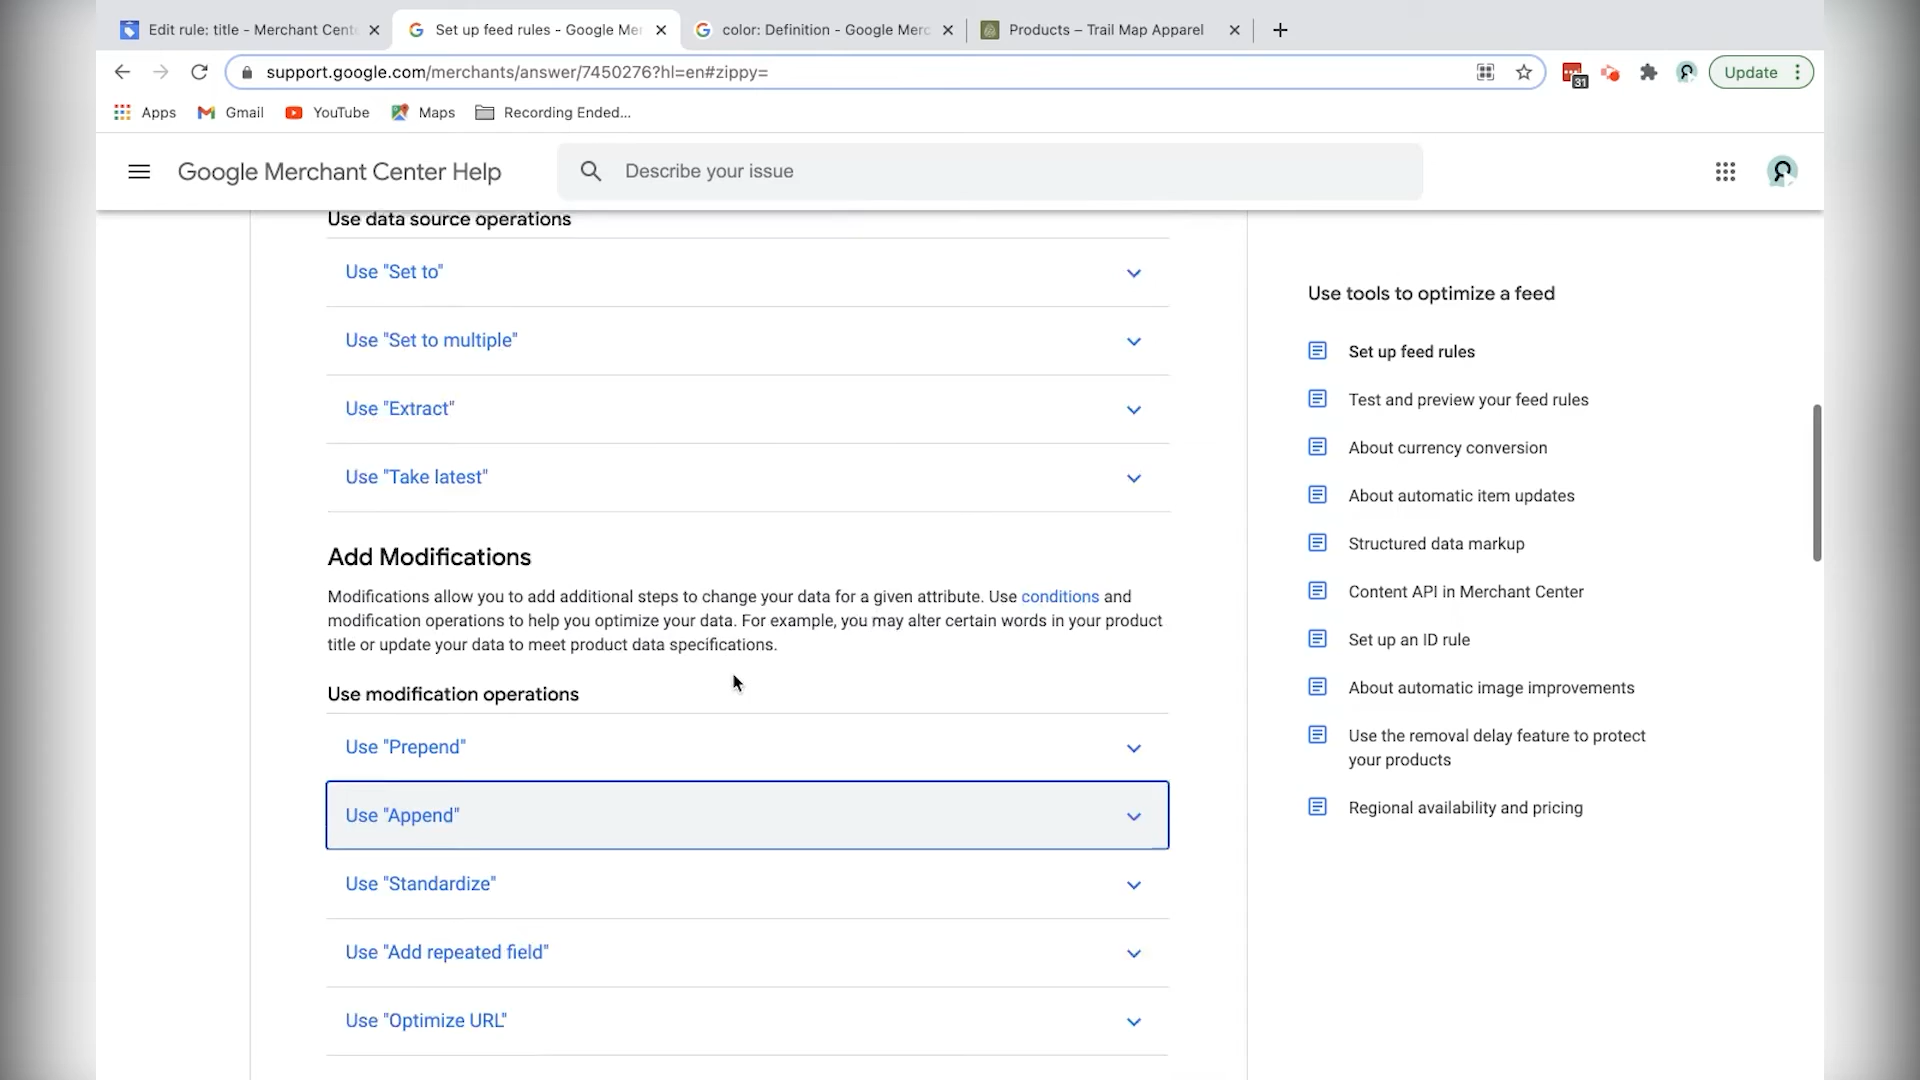 Edit rule: title - Merchant Cent
Set up feed rules - Google Me
color: Definition - Google Merc
Products – Trail Map Apparel
support.google.com/merchants/answer/7450276?hl=en#zippy=
31
Update
Apps
Gmail
YouTube
Maps
Recording Ended...
Google Merchant Center Help
Describe your issue
Use data source operations
Use "Set to"
Use "Set to multiple"
Use "Extract"
Use "Take latest"
Add Modifications
Modifications allow you to add additional steps to change your data for a given attribute. Use conditions and
modification operations to help you optimize your data. For example, you may alter certain words in your product
title or update your data to meet product data specifications.
Use modification operations
Use "Prepend"
Use "Append"
Use "Standardize"
Use "Add repeated field"
Use "Optimize URL"
Use tools to optimize a feed
Set up feed rules
Test and preview your feed rules
About currency conversion
About automatic item updates
Structured data markup
Content API in Merchant Center
Set up an ID rule
About automatic image improvements
Use the removal delay feature to protect
your products
Regional availability and pricing